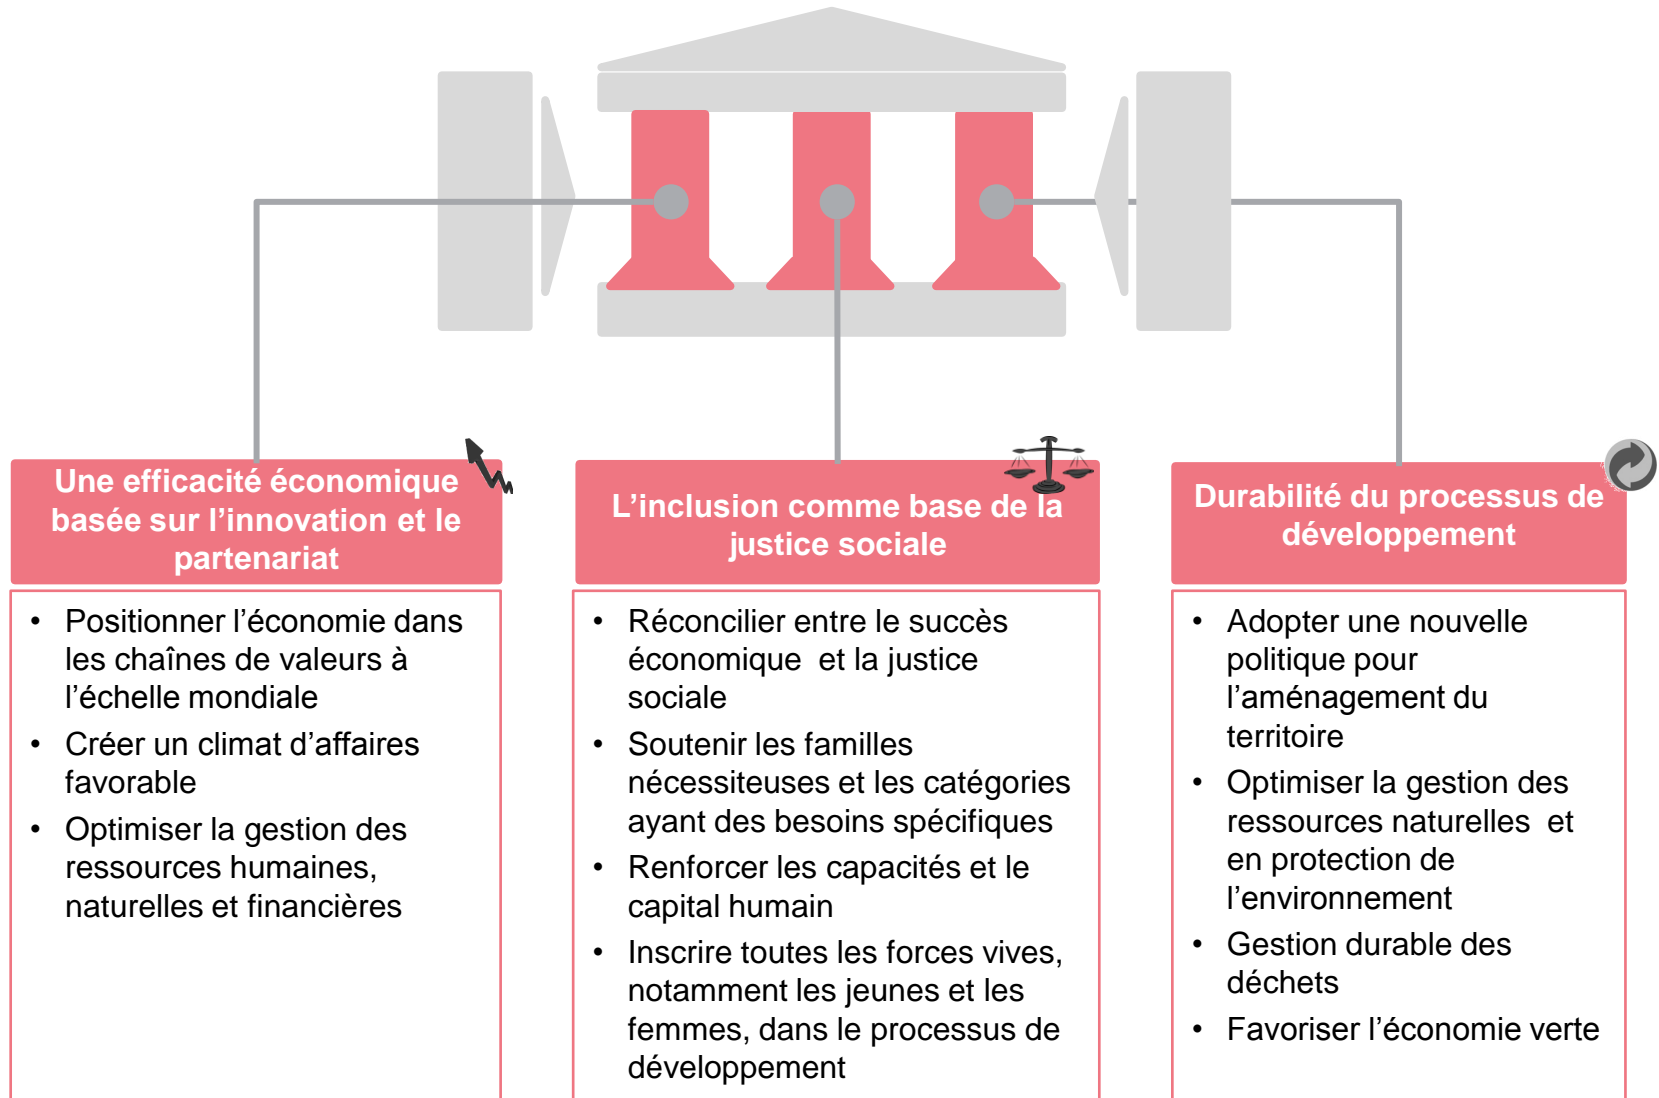 Une efficacité économique
basée sur l’innovation et le
partenariat
• Positionner l’économie dans
les chaînes de valeurs à
l’échelle mondiale
• Créer un climat d’affaires
favorable
• Optimiser la gestion des
ressources humaines,
naturelles et financières
L’inclusion comme base de la
justice sociale
• Réconcilier entre le succès
économique  et la justice
sociale
• Soutenir les familles
nécessiteuses et les catégories
ayant des besoins spécifiques
• Renforcer les capacités et le
capital humain
• Inscrire toutes les forces vives,
notamment les jeunes et les
femmes, dans le processus de
développement
Durabilité du processus de
développement
• Adopter une nouvelle
politique pour
l’aménagement du
territoire
• Optimiser la gestion des
ressources naturelles  et
en protection de
l’environnement
• Gestion durable des
déchets
• Favoriser l’économie verte